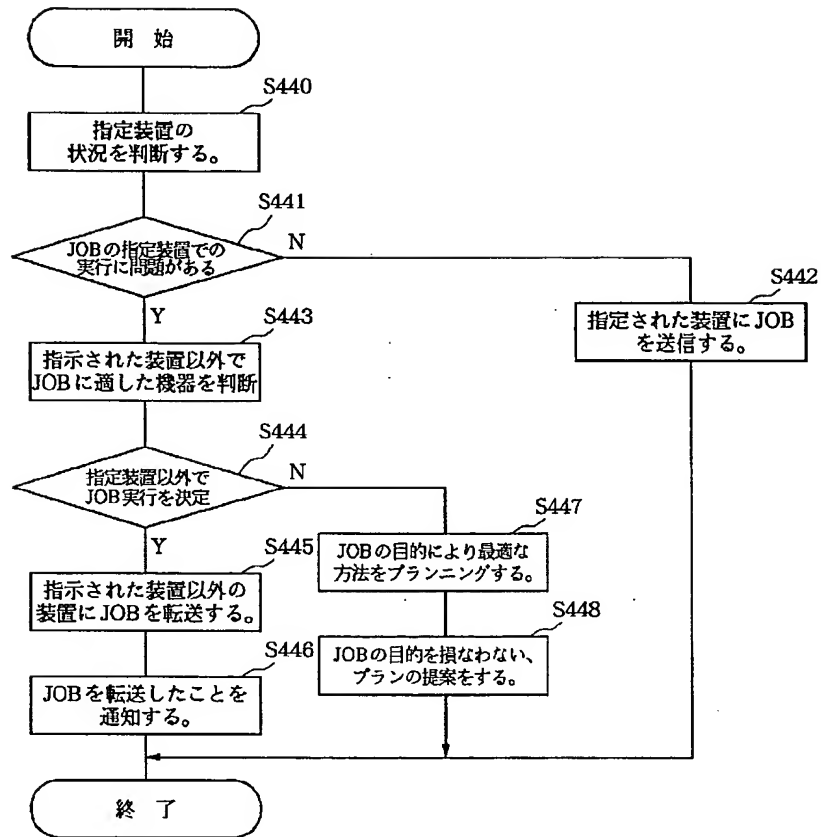 開 始
S440
指定装置の
状況を判断する。
S441
JOBの指定装置での
実行に問題がある
N
Y
S442
指定された装置にJOB
を送信する。
S443
指示された装置以外で
JOBに適した機器を判断
S444
指定装置以外で
JOB実行を決定
N
Y
S447
JOBの目的により最適な
方法をプランニングする。
S445
指示された装置以外の
装置にJOBを転送する。
S448
JOBの目的を損なわない、
プランの提案をする。
S446
JOBを転送したことを
通知する。
終 了